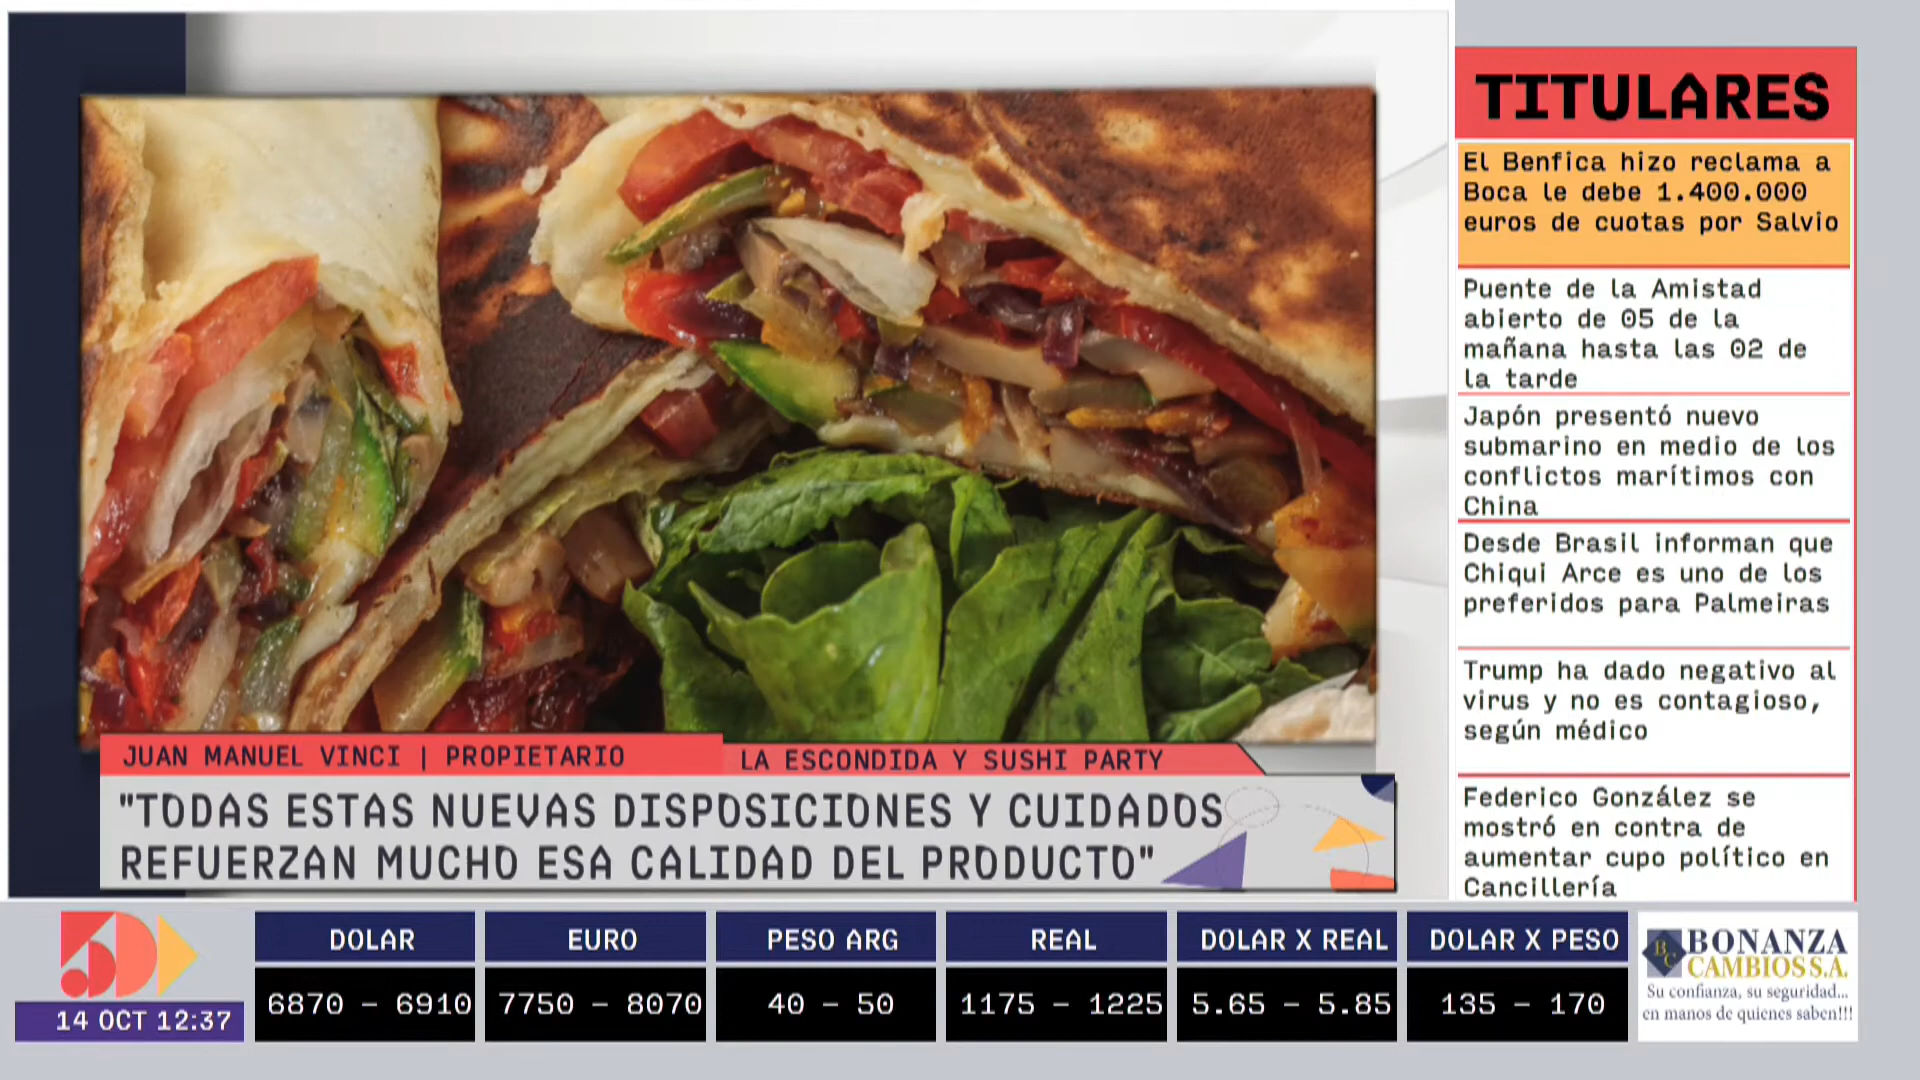 TITULARES
El Benfica hizo reclama a
Boca le debe 1.400.000
euros de cuotas por Salvio
Puente de la Amistad
abierto de 05 de la
mañana hasta las 02 de
la tarde
Japón presentó nuevo
submarino en medio de los
conflictos marítimos con
China
Desde Brasil informan que
Chiqui Arce es uno de los
preferidos para Palmeiras
Trump ha dado negativo al
virus y no es contagioso,
según médico
Federico González se
mostró en contra de
aumentar cupo político en
Cancillería
JUAN MANUEL VINCI | PROPIETARIO
LA ESCONDIDA Y SUSHI PARTY
"TODAS ESTAS NUEVAS DISPOSICIONES Y CUIDADOS
REFUERZAN MUCHO ESA CALIDAD DEL PRODUCTO"
5D
14 OCT 12:37
DOLAR
6870 - 6910
EURO
7750 - 8070
PESO ARG
40 - 50
REAL
1175 - 1225
DOLAR X REAL
5.65 - 5.85
DOLAR X PESO
135 - 170
BC
BONANZA
CAMBIOS S.A.
Su confianza, su seguridad...
en manos de quienes saben!!!